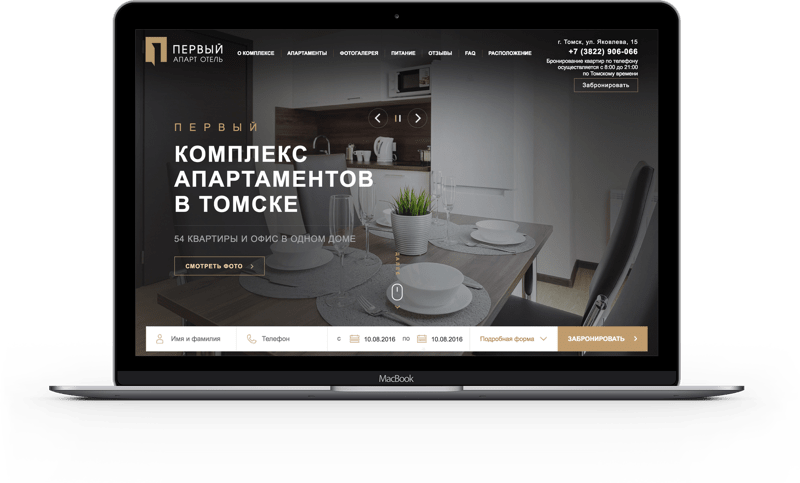 ПЕРВЫЙ
АПАРТ ОТЕЛЬ
О КОМПЛЕКСЕ АПАРТАМЕНТЫ ФОТОГАЛЕРЕЯ ПИТАНИЕ ОТЗЫВЫ FAQ РАСПОЛОЖЕНИЕ
г. Томск, ул. Яковлева, 15
+7 (3822) 906-066
Бронирование квартир по телефону
осуществляется с 8:00 до 21:00
по Томскому времени
Забронировать
ПЕРВЫЙ
КОМПЛЕКС
АПАРТАМЕНТОВ
В ТОМСКЕ
54 КВАРТИРЫ И ОФИС В ОДНОМ ДОМЕ
СМОТРЕТЬ ФОТО
Имя и фамилия Телефон с 10.08.2016 по 10.08.2016 Подробная форма ЗАБРОНИРОВАТЬ
MacBook